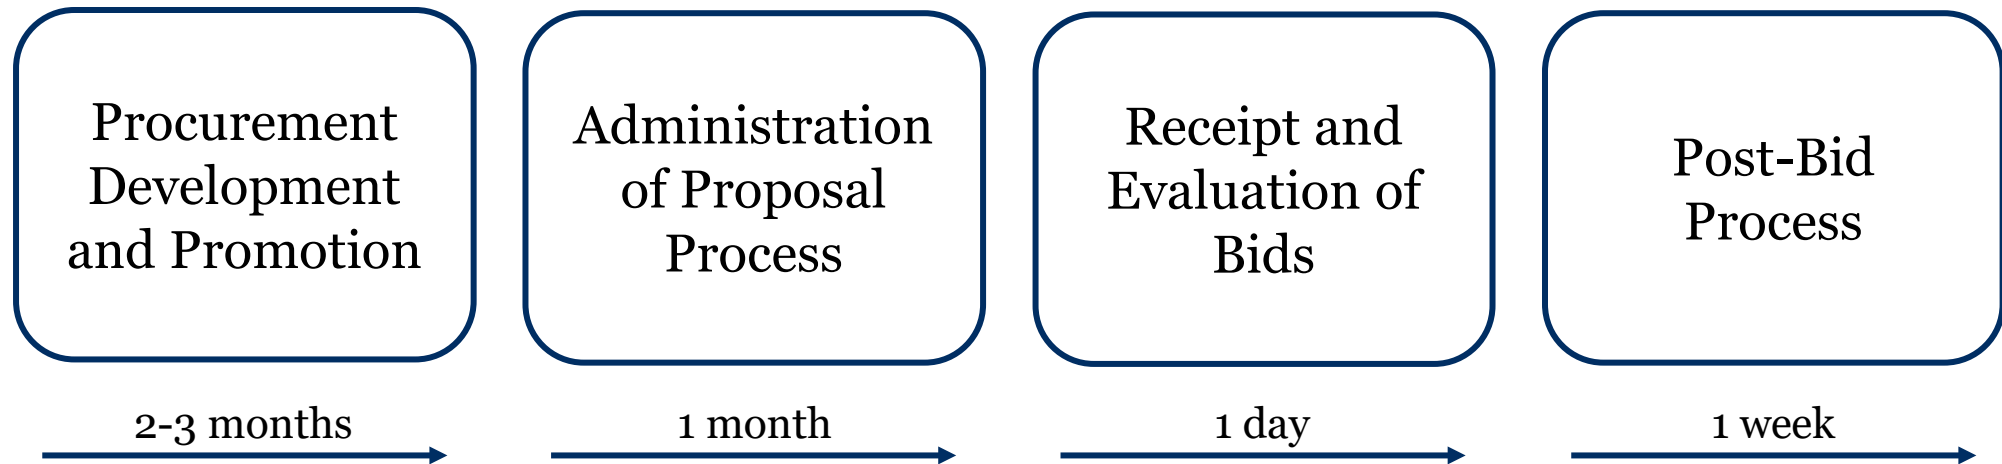 Procurement
Development
and Promotion
2-3 months
Administration
of Proposal
Process
1 month
Receipt and
Evaluation of
Bids
1 day
Post-Bid
Process
1 week